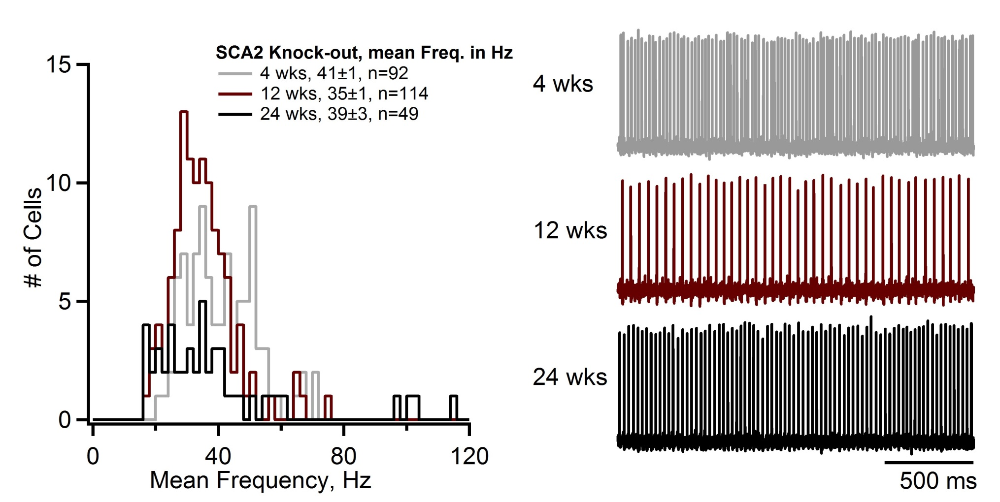 SCA2 Knock-out, mean Freq. in Hz
4 wks, 41±1, n=92
12 wks, 35±1, n=114
24 wks, 39±3, n=49
15
10
5
0
# of Cells
0 40 80 120
Mean Frequency, Hz
4 wks
12 wks
24 wks
500 ms